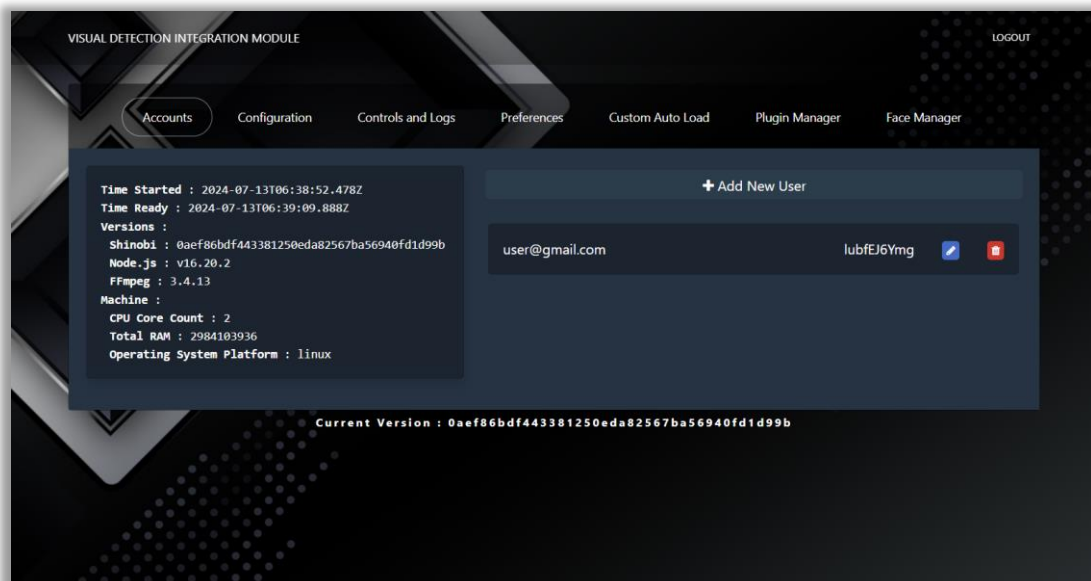 VISUAL DETECTION INTEGRATION MODULE
LOGOUT
Accounts Configuration Controls and Logs Preferences Custom Auto Load Plugin Manager Face Manager
Time Started : 2024-07-13T06:38:52.478Z
Time Ready : 2024-07-13T06:39:09.888Z
Versions :
Shinobi : 0aef86bdf443381250eda82567ba56940fd1d99b
Node.js : v16.20.2
FFmpeg : 3.4.13
Machine :
CPU Core Count : 2
Total RAM : 2984103936
Operating System Platform : linux
Add New User
user@gmail.com lubfEJ6Ymg
Current Version : 0aef86bdf443381250eda82567ba56940fd1d99b